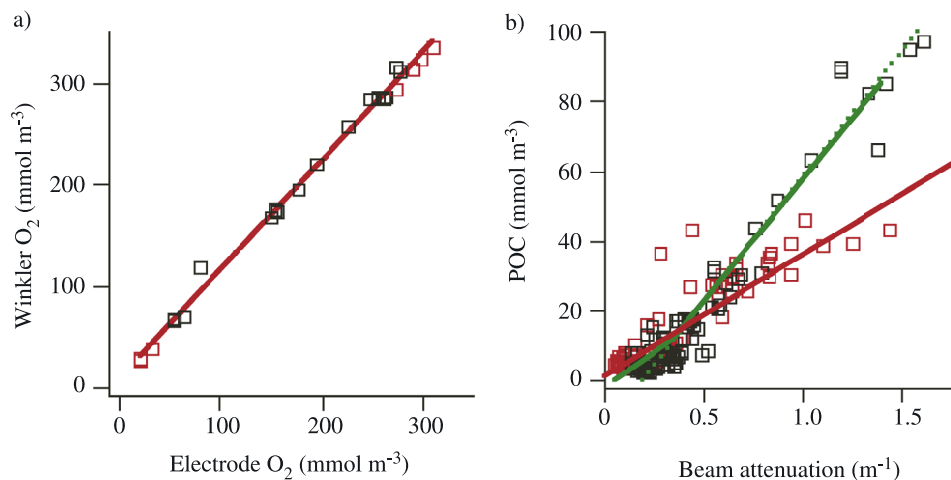 a)
Winkler O₂ (mmol m⁻³)
300
200
100
0
0 100 200 300
Electrode O₂ (mmol m⁻³)
b)
POC (mmol m⁻³)
100
80
60
40
20
0
0 0.5 1.0 1.5
Beam attenuation (m⁻¹)